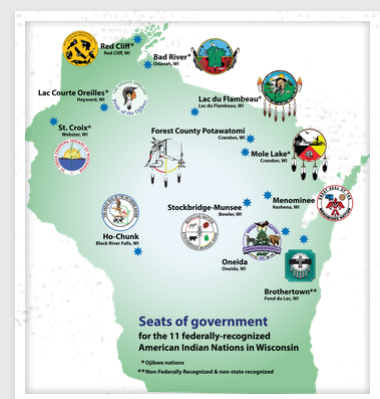 Red Cliff*
Red Cliff, WI
Bad River*
Odanah, WI
Lac Courte Oreilles*
Hayward, WI
Lac du Flambeau*
Lac du Flambeau, WI
St. Croix*
Webster, WI
Forest County Potawatomi
Crandon, WI
Mole Lake*
Crandon, WI
Stockbridge-Munsee
Bowler, WI
Menominee
Keshena, WI
Ho-Chunk
Black River Falls, WI
Oneida
Oneida, WI
Brothertown**
Fond du Lac, WI
Seats of government
for the 11 federally-recognized
American Indian Nations in Wisconsin
* Ojibwe nations
**Non-Federally Recognized & non-state recognized